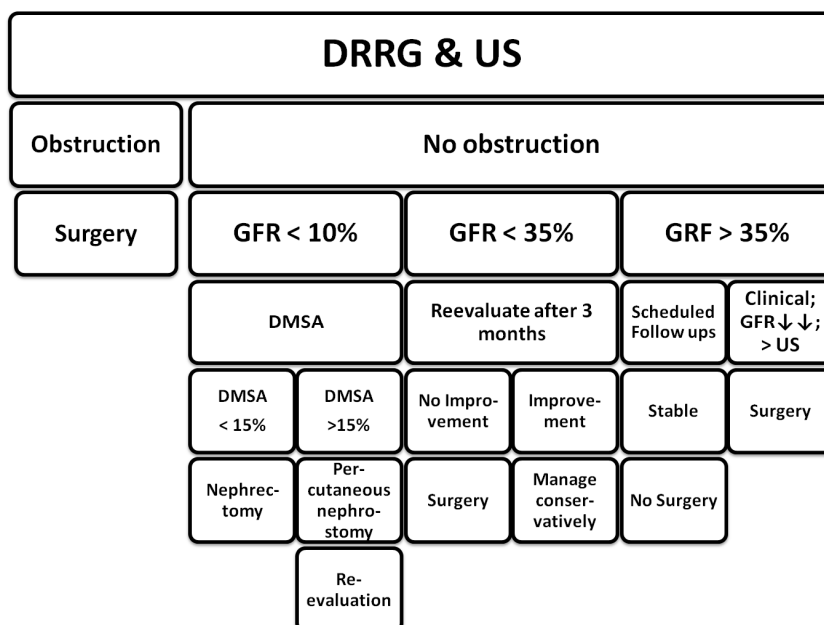 DRRG & US
Obstruction
No obstruction
Surgery
GFR < 10%
GFR < 35%
GRF > 35%
DMSA
Reevaluate after 3
months
Scheduled
Follow ups
Clinical;
GFR↓ ↓;
> US
DMSA
< 15%
DMSA
>15%
No Impro-
vement
Improve-
ment
Stable
Surgery
Nephrec-
tomy
Per-
cutaneous
nephro-
stomy
Surgery
Manage
conser-
vatively
No Surgery
Re-
evaluation